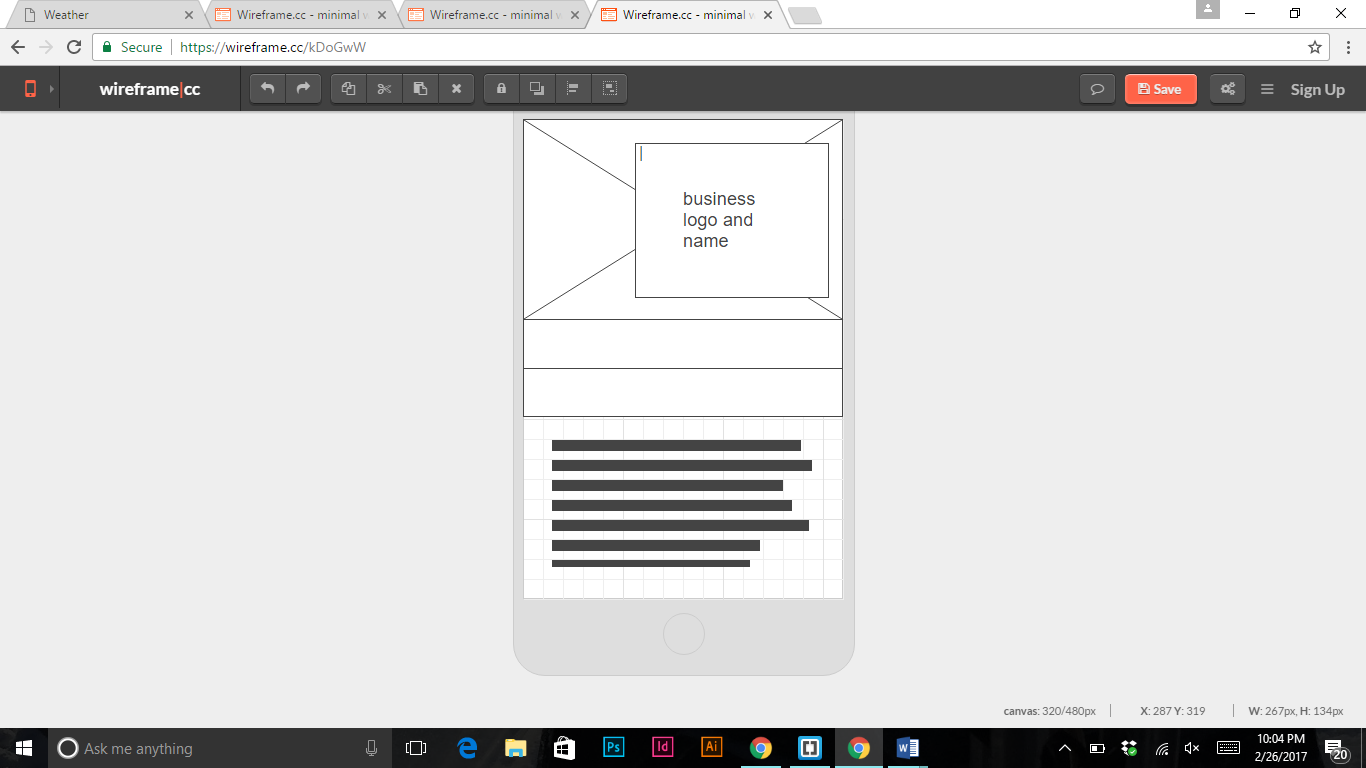 Weather
Wireframe.cc - minimal w
Wireframe.cc - minimal w
Wireframe.cc - minimal w
Secure https://wireframe.cc/kDoGwW
wireframe|cc
Save
Sign Up
business
logo and
name
canvas: 320/480px
X: 287 Y: 319
W: 267px, H: 134px
Ask me anything
Ps
Id
Ai
W
10:04 PM
2/26/2017
20